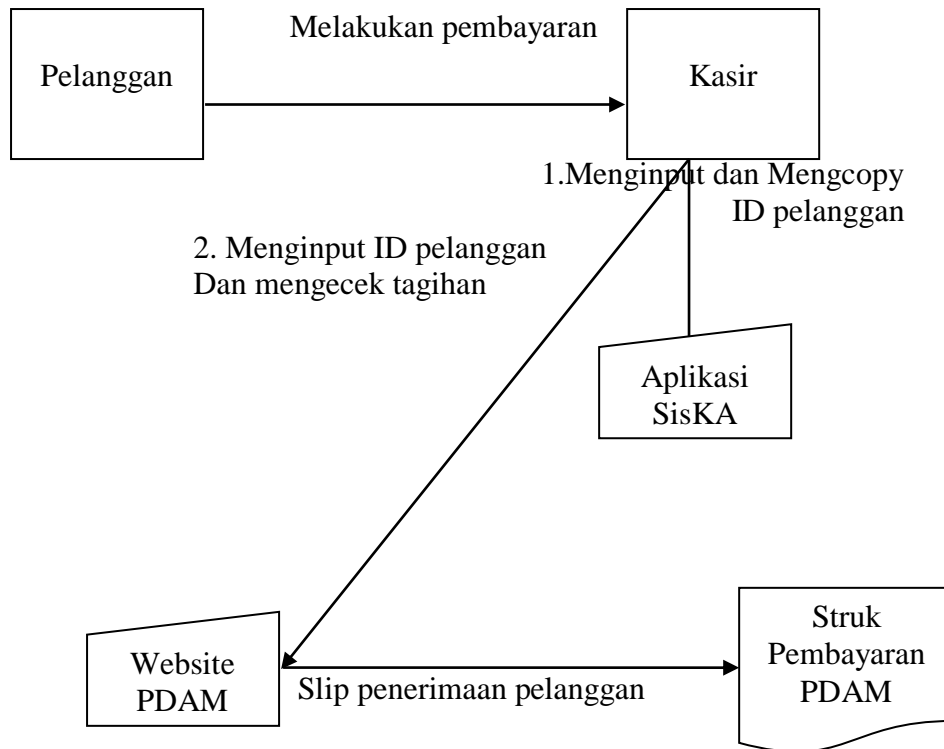 Melakukan pembayaran
Pelanggan
Kasir
1.Menginput dan Mengcopy
ID pelanggan
2. Menginput ID pelanggan
Dan mengecek tagihan
Aplikasi
SisKA
Website
PDAM
Slip penerimaan pelanggan
Struk
Pembayaran
PDAM